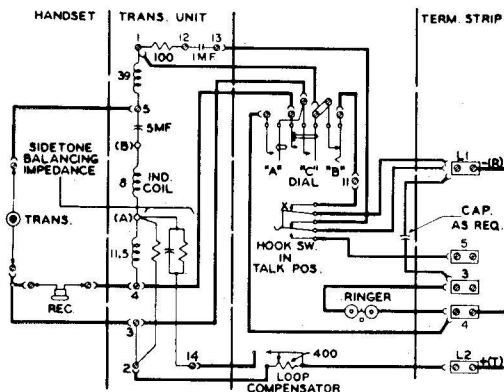 HANDSET TRANS. UNIT TERM. STRIP
1 12 13
100 1MF.
39
5
5MF
(B)
SIDETONE
BALANCING
IMPEDANCE
8 IND.
COIL
"A" "C" "B"
DIAL
11
L1 -(R)
TRANS.
(A)
X
HOOK SW.
IN
TALK POS.
CAP.
AS REQ.
11.5
5
3
4
REC.
RINGER
4
3
14
2
400
LOOP
COMPENSATOR
L2 +(T)